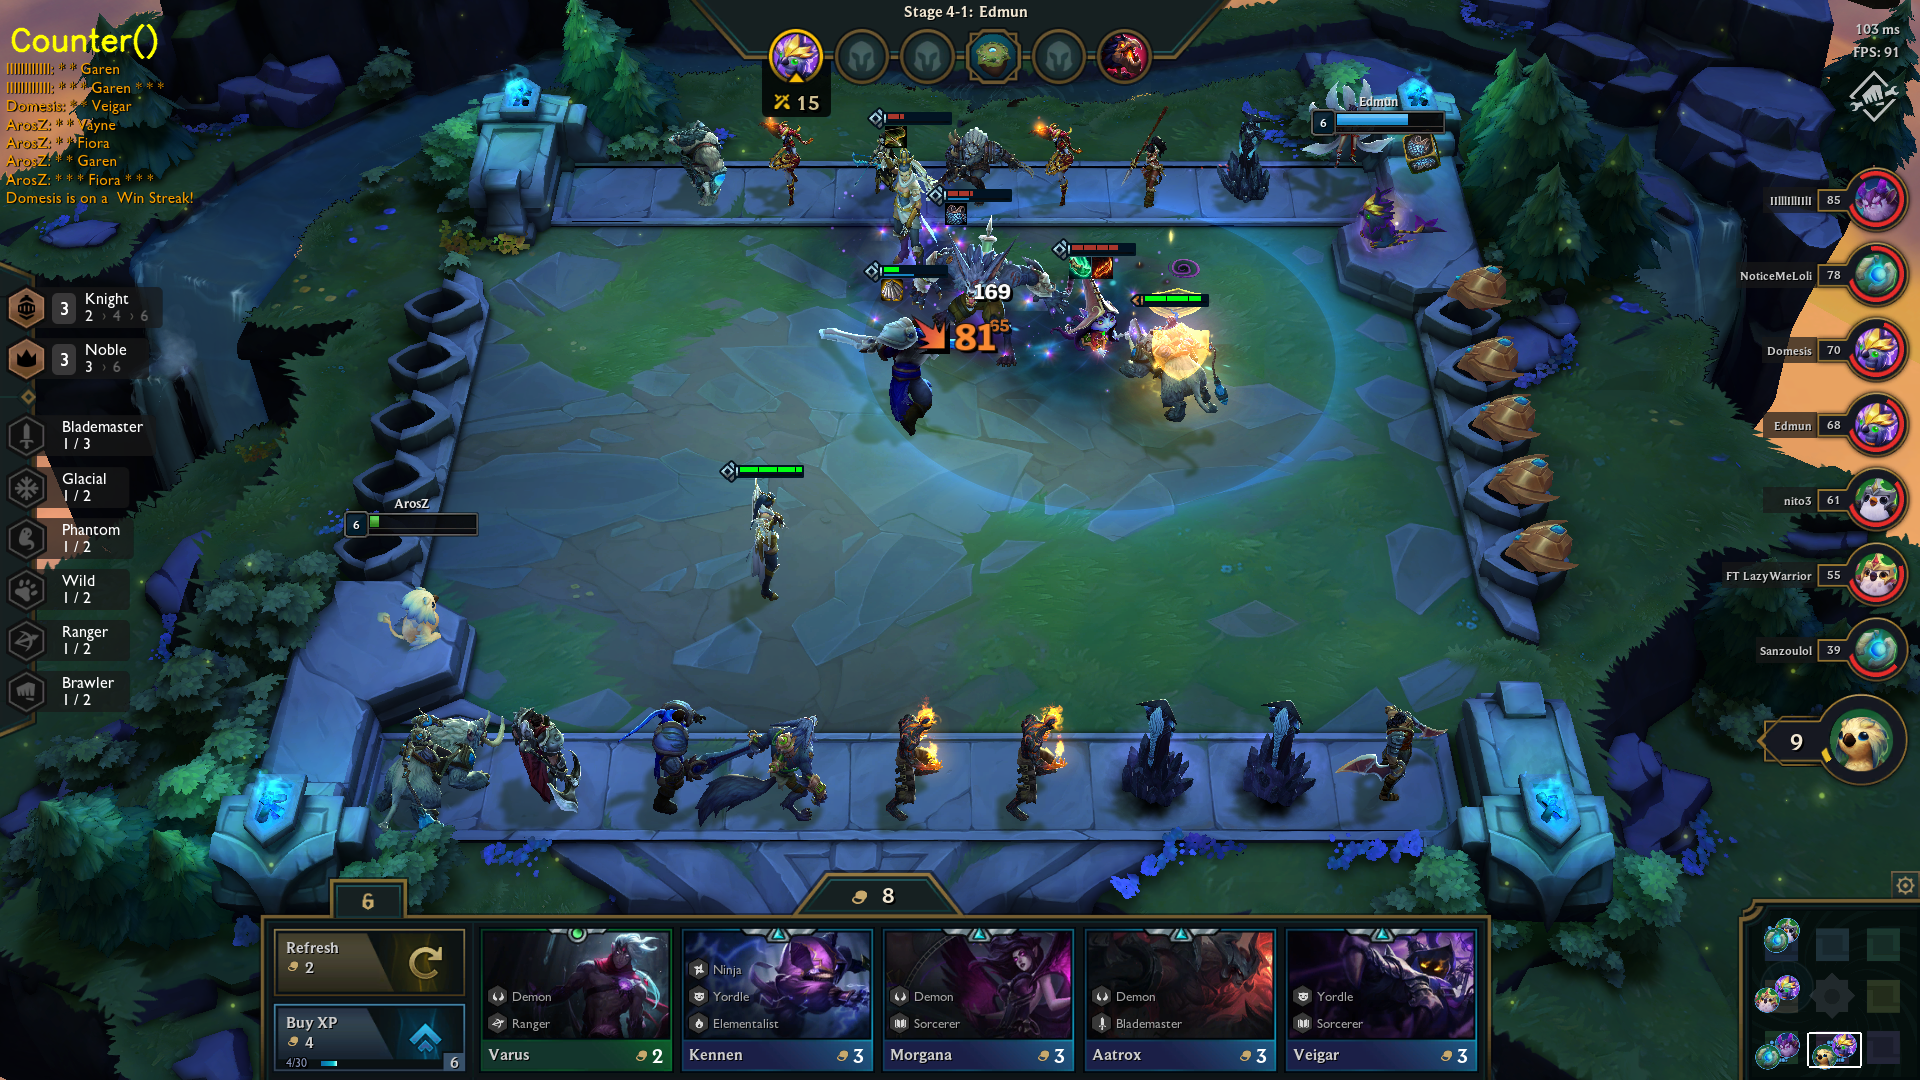 Stage 4-1: Edmun
103 ms
FPS: 91
Counter()
IIIIIIIIIIII: * * Garen
IIIIIIIIIIII: * * * Garen * * *
Domesis: * * Veigar
ArosZ: * * Vayne
ArosZ: * * Fiora
ArosZ: * * Garen
ArosZ: * * * Fiora * * *
Domesis is on a  Win Streak!
15
Edmun
6
85
NoticeMeLoli 78
Domesis 70
Edmun 68
nito3 61
FT LazyWarrior 55
Sanzoulol 39
9
3 Knight
2 › 4 › 6
3 Noble
3 › 6
Blademaster
1 / 3
Glacial
1 / 2
Phantom
1 / 2
Wild
1 / 2
Ranger
1 / 2
Brawler
1 / 2
169
81
65
ArosZ
6
6
8
Refresh
2
Buy XP
4
4/30
6
Demon
Ranger
Varus 2
Ninja
Yordle
Elementalist
Kennen 3
Demon
Sorcerer
Morgana 3
Demon
Blademaster
Aatrox 3
Yordle
Sorcerer
Veigar 3